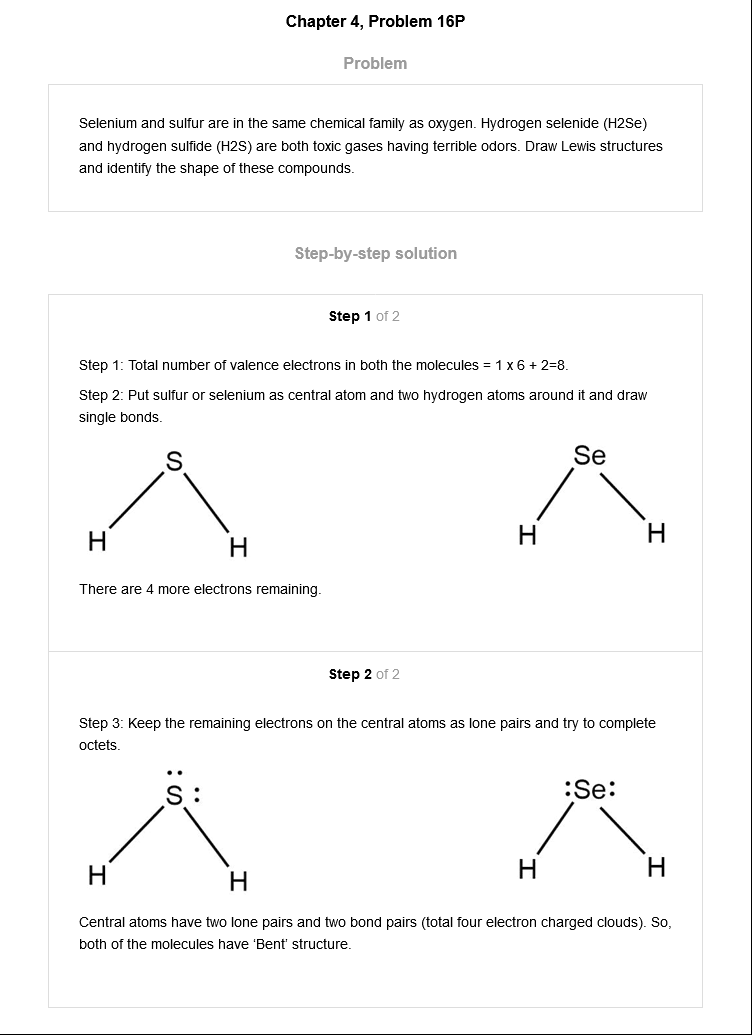 Chapter 4, Problem 16P
Problem
Selenium and sulfur are in the same chemical family as oxygen. Hydrogen selenide (H2Se)
and hydrogen sulfide (H2S) are both toxic gases having terrible odors. Draw Lewis structures
and identify the shape of these compounds.
Step-by-step solution
Step 1 of 2
Step 1: Total number of valence electrons in both the molecules = 1 x 6 + 2=8.
Step 2: Put sulfur or selenium as central atom and two hydrogen atoms around it and draw
single bonds.
S Se
H H H H
There are 4 more electrons remaining.
Step 2 of 2
Step 3: Keep the remaining electrons on the central atoms as lone pairs and try to complete
octets.
S : :Se:
H H H H
Central atoms have two lone pairs and two bond pairs (total four electron charged clouds). So,
both of the molecules have ‘Bent’ structure.